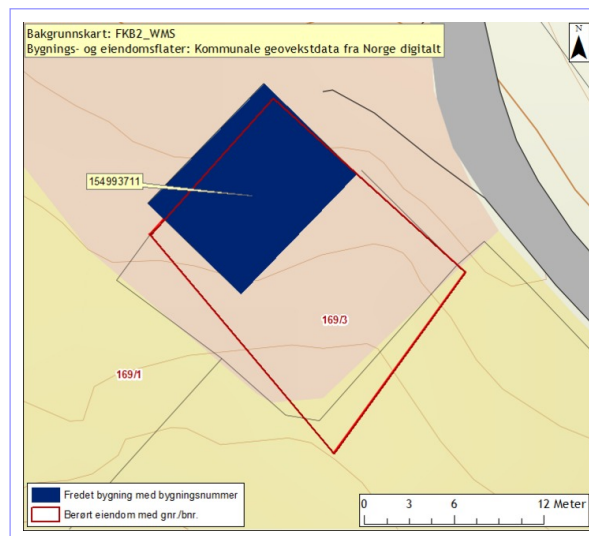 Bakgrunnskart: FKB2_WMS
Bygnings- og eiendomsflater: Kommunale geovekstdata fra Norge digitalt
N
154993711
169/3
169/1
Fredet bygning med bygningsnummer
Berørt eiendom med gnr./bnr.
0 3 6 12 Meter